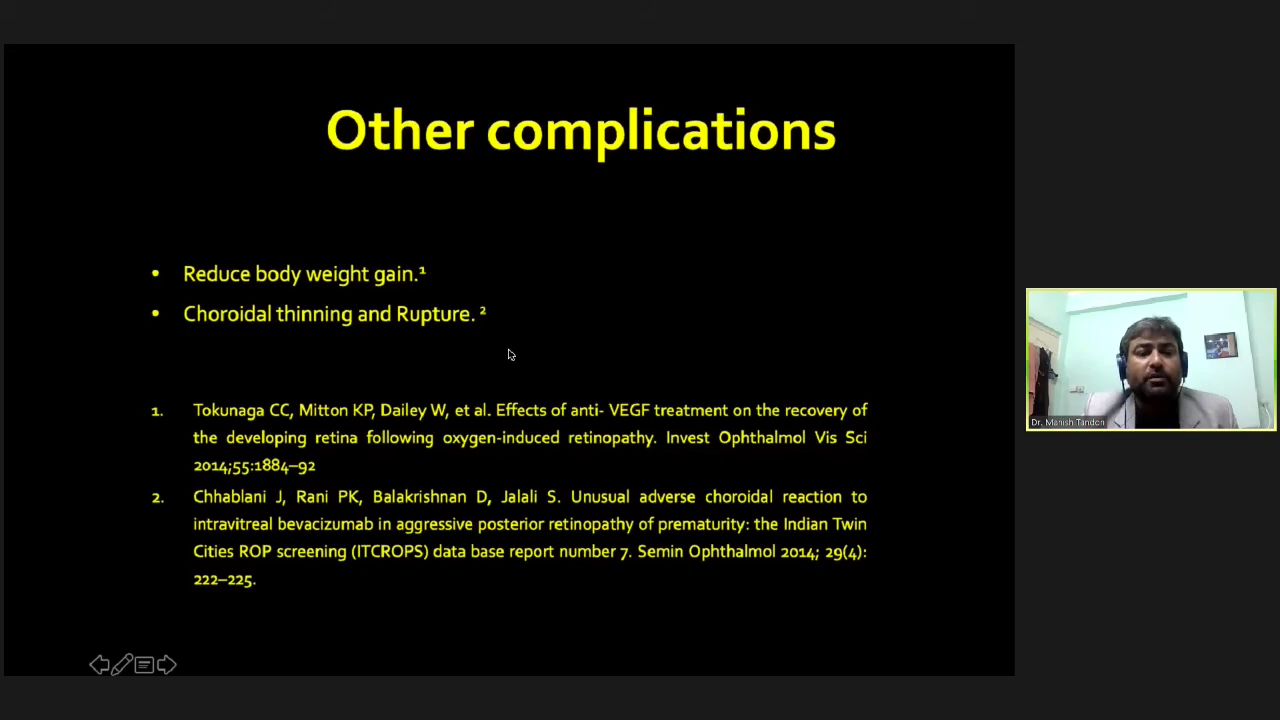 Other complications
• Reduce body weight gain.¹
• Choroidal thinning and Rupture. ²
1. Tokunaga CC, Mitton KP, Dailey W, et al. Effects of anti- VEGF treatment on the recovery of
the developing retina following oxygen-induced retinopathy. Invest Ophthalmol Vis Sci
2014;55:1884–92
2. Chhablani J, Rani PK, Balakrishnan D, Jalali S. Unusual adverse choroidal reaction to
intravitreal bevacizumab in aggressive posterior retinopathy of prematurity: the Indian Twin
Cities ROP screening (ITCROPS) data base report number 7. Semin Ophthalmol 2014; 29(4):
222–225.
Dr. Manish Tandon